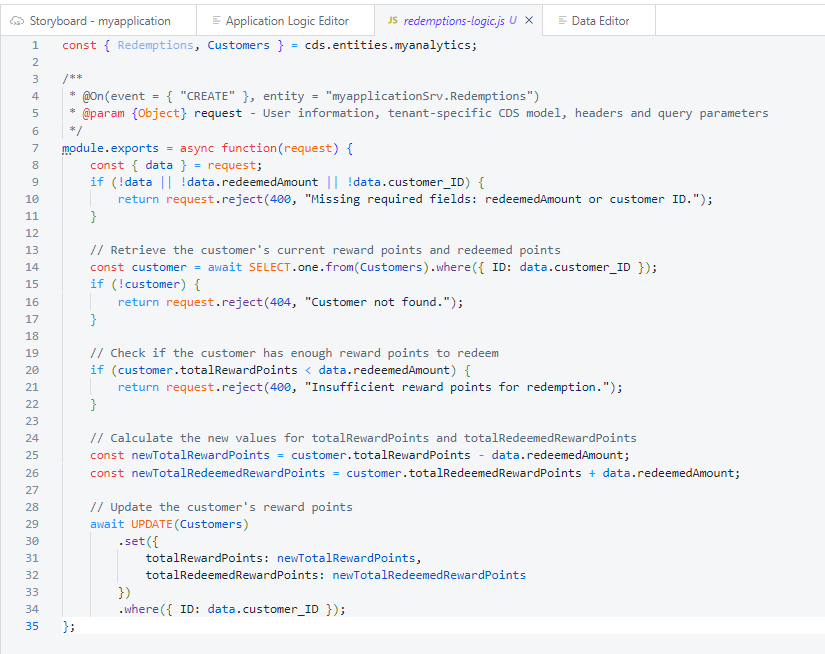 Storyboard - myapplication Application Logic Editor JS redemptions-logic.js U × Data Editor
1 const { Redemptions, Customers } = cds.entities.myanalytics;
2
3 /**
4 * @On(event = { "CREATE" }, entity = "myapplicationSrv.Redemptions")
5 * @param {Object} request - User information, tenant-specific CDS model, headers and query parameters
6 */
7 module.exports = async function(request) {
8 const { data } = request;
9 if (!data || !data.redeemedAmount || !data.customer_ID) {
10 return request.reject(400, "Missing required fields: redeemedAmount or customer ID.");
11 }
12
13 // Retrieve the customer's current reward points and redeemed points
14 const customer = await SELECT.one.from(Customers).where({ ID: data.customer_ID });
15 if (!customer) {
16 return request.reject(404, "Customer not found.");
17 }
18
19 // Check if the customer has enough reward points to redeem
20 if (customer.totalRewardPoints < data.redeemedAmount) {
21 return request.reject(400, "Insufficient reward points for redemption.");
22 }
23
24 // Calculate the new values for totalRewardPoints and totalRedeemedRewardPoints
25 const newTotalRewardPoints = customer.totalRewardPoints - data.redeemedAmount;
26 const newTotalRedeemedRewardPoints = customer.totalRedeemedRewardPoints + data.redeemedAmount;
27
28 // Update the customer's reward points
29 await UPDATE(Customers)
30 .set({
31 totalRewardPoints: newTotalRewardPoints,
32 totalRedeemedRewardPoints: newTotalRedeemedRewardPoints
33 })
34 .where({ ID: data.customer_ID });
35 };